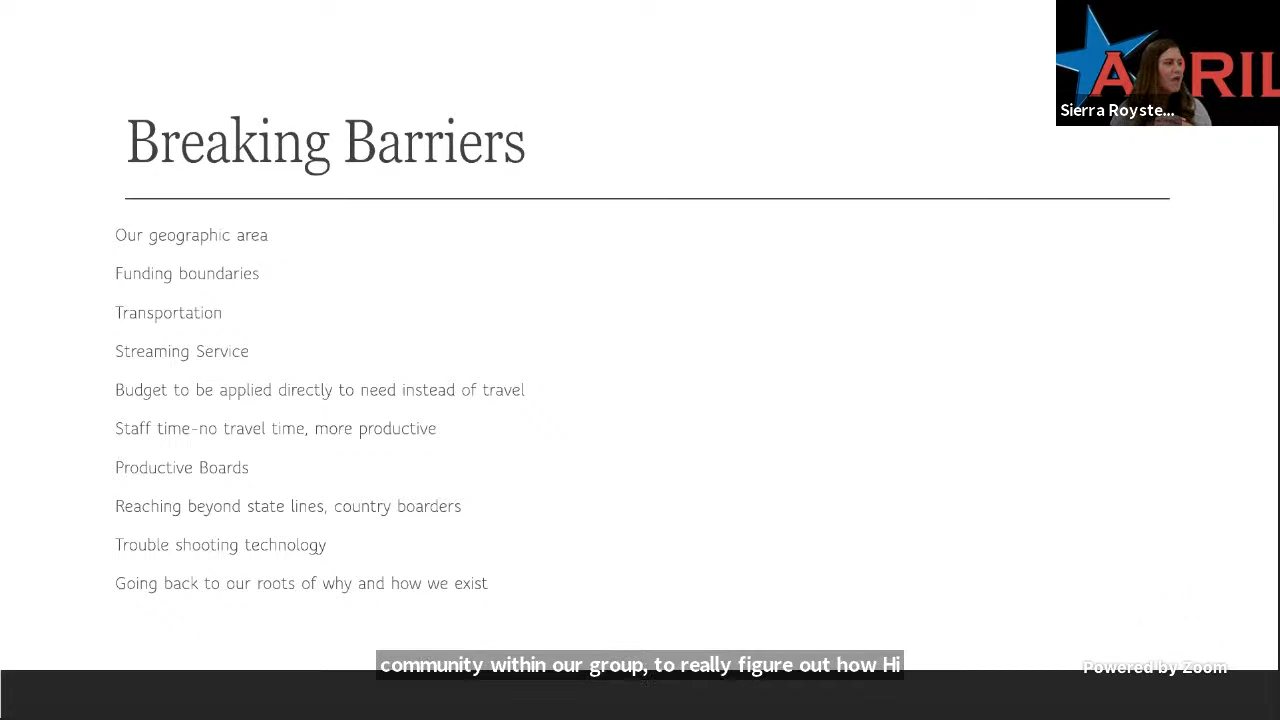 A RIL
Sierra Royste...
Breaking Barriers
Our geographic area
Funding boundaries
Transportation
Streaming Service
Budget to be applied directly to need instead of travel
Staff time-no travel time, more productive
Productive Boards
Reaching beyond state lines, country boarders
Trouble shooting technology
Going back to our roots of why and how we exist
community within our group, to really figure out how Hi
Powered by Zoom